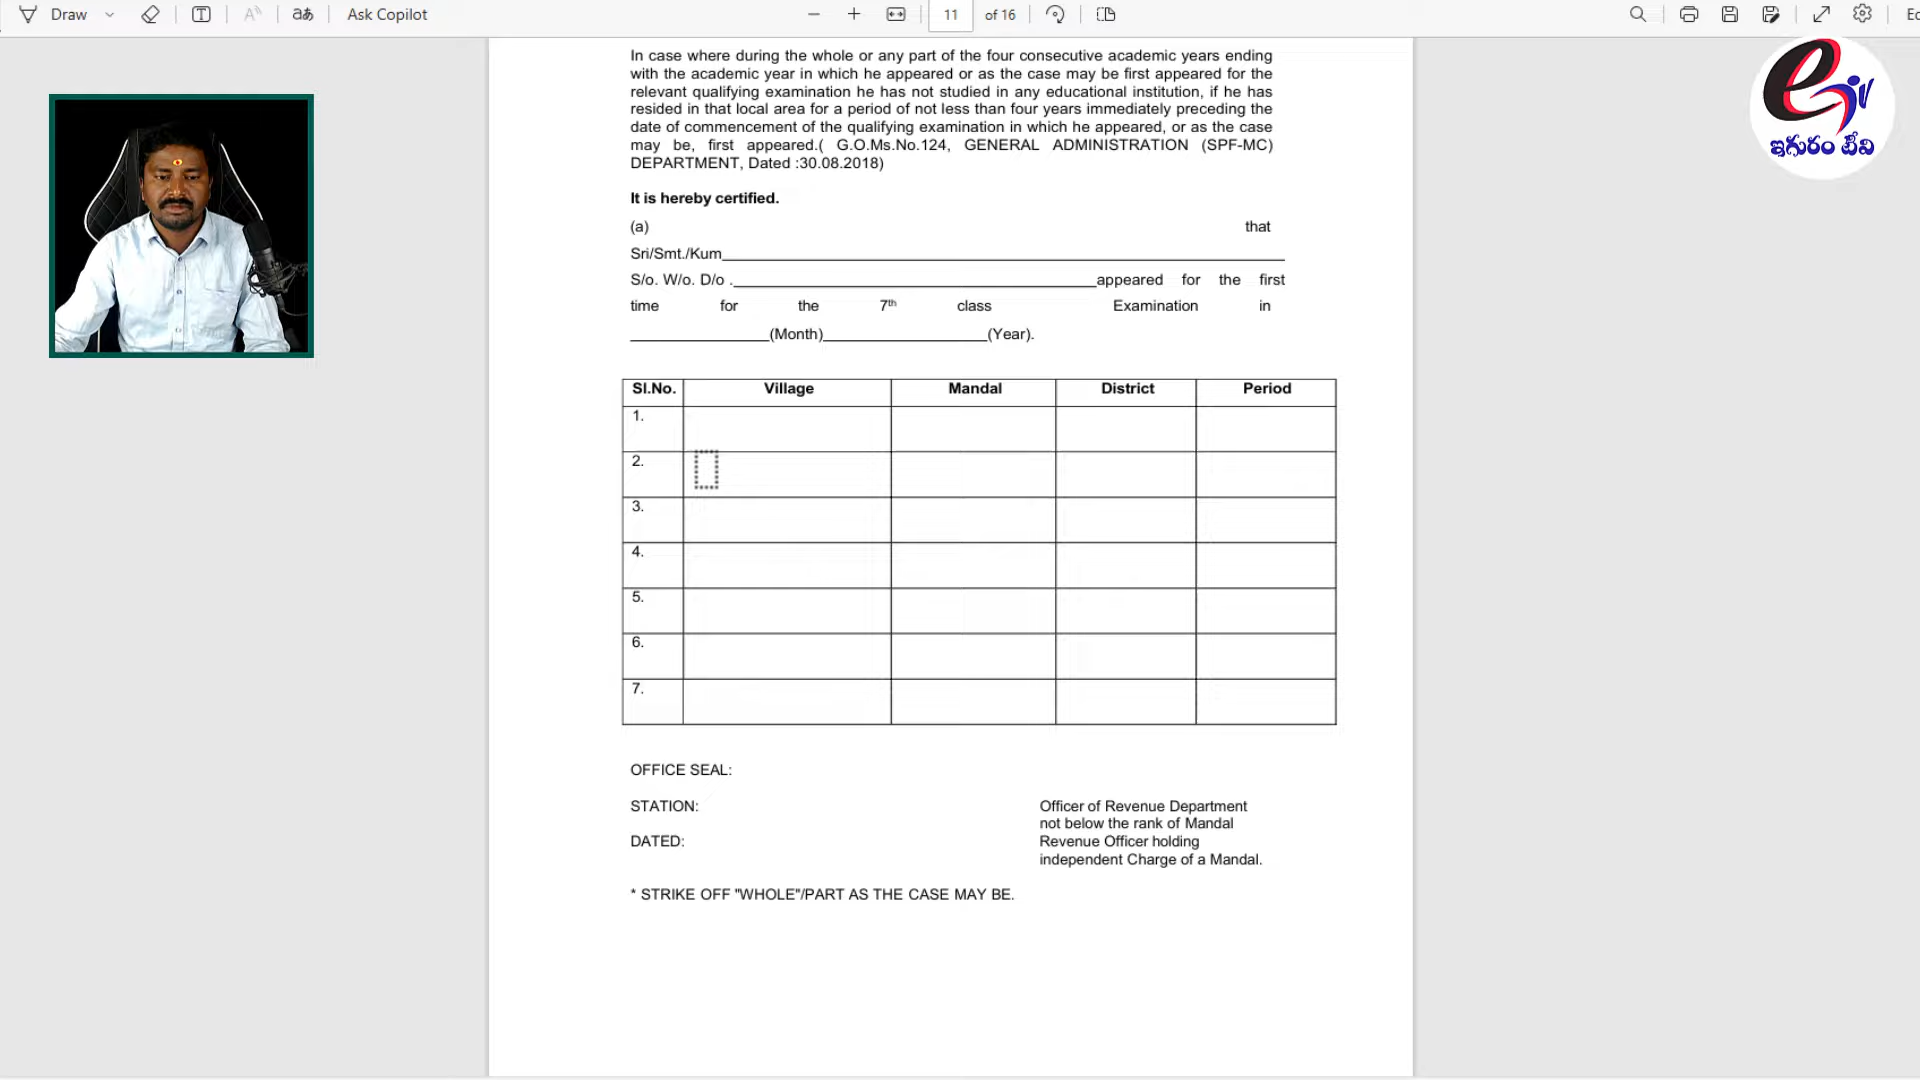 Draw
Ask Copilot
11 of 16
In case where during the whole or any part of the four consecutive academic years ending
with the academic year in which he appeared or as the case may be first appeared for the
relevant qualifying examination he has not studied in any educational institution, if he has
resided in that local area for a period of not less than four years immediately preceding the
date of commencement of the qualifying examination in which he appeared, or as the case
may be, first appeared.( G.O.Ms.No.124, GENERAL ADMINISTRATION (SPF-MC)
DEPARTMENT, Dated :30.08.2018)
ఇగురం టీవి
It is hereby certified.
(a) that
Sri/Smt./Kum
S/o. W/o. D/o . appeared for the first
time for the 7th class Examination in
(Month) (Year).
Sl.No. Village Mandal District Period
1.
2.
3.
4.
5.
6.
7.
OFFICE SEAL:
STATION:
DATED:
Officer of Revenue Department
not below the rank of Mandal
Revenue Officer holding
independent Charge of a Mandal.
* STRIKE OFF "WHOLE"/PART AS THE CASE MAY BE.